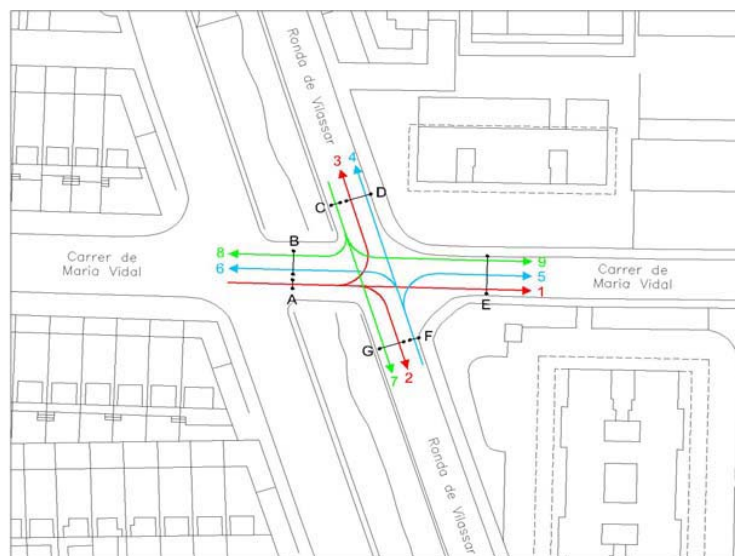 Ronda de Vilassar
3
4
C
D
B
8
6
A
Carrer de
Maria Vidal
9
5
1
E
Carrer de
Maria Vidal
G
F
7
2
Ronda de Vilassar